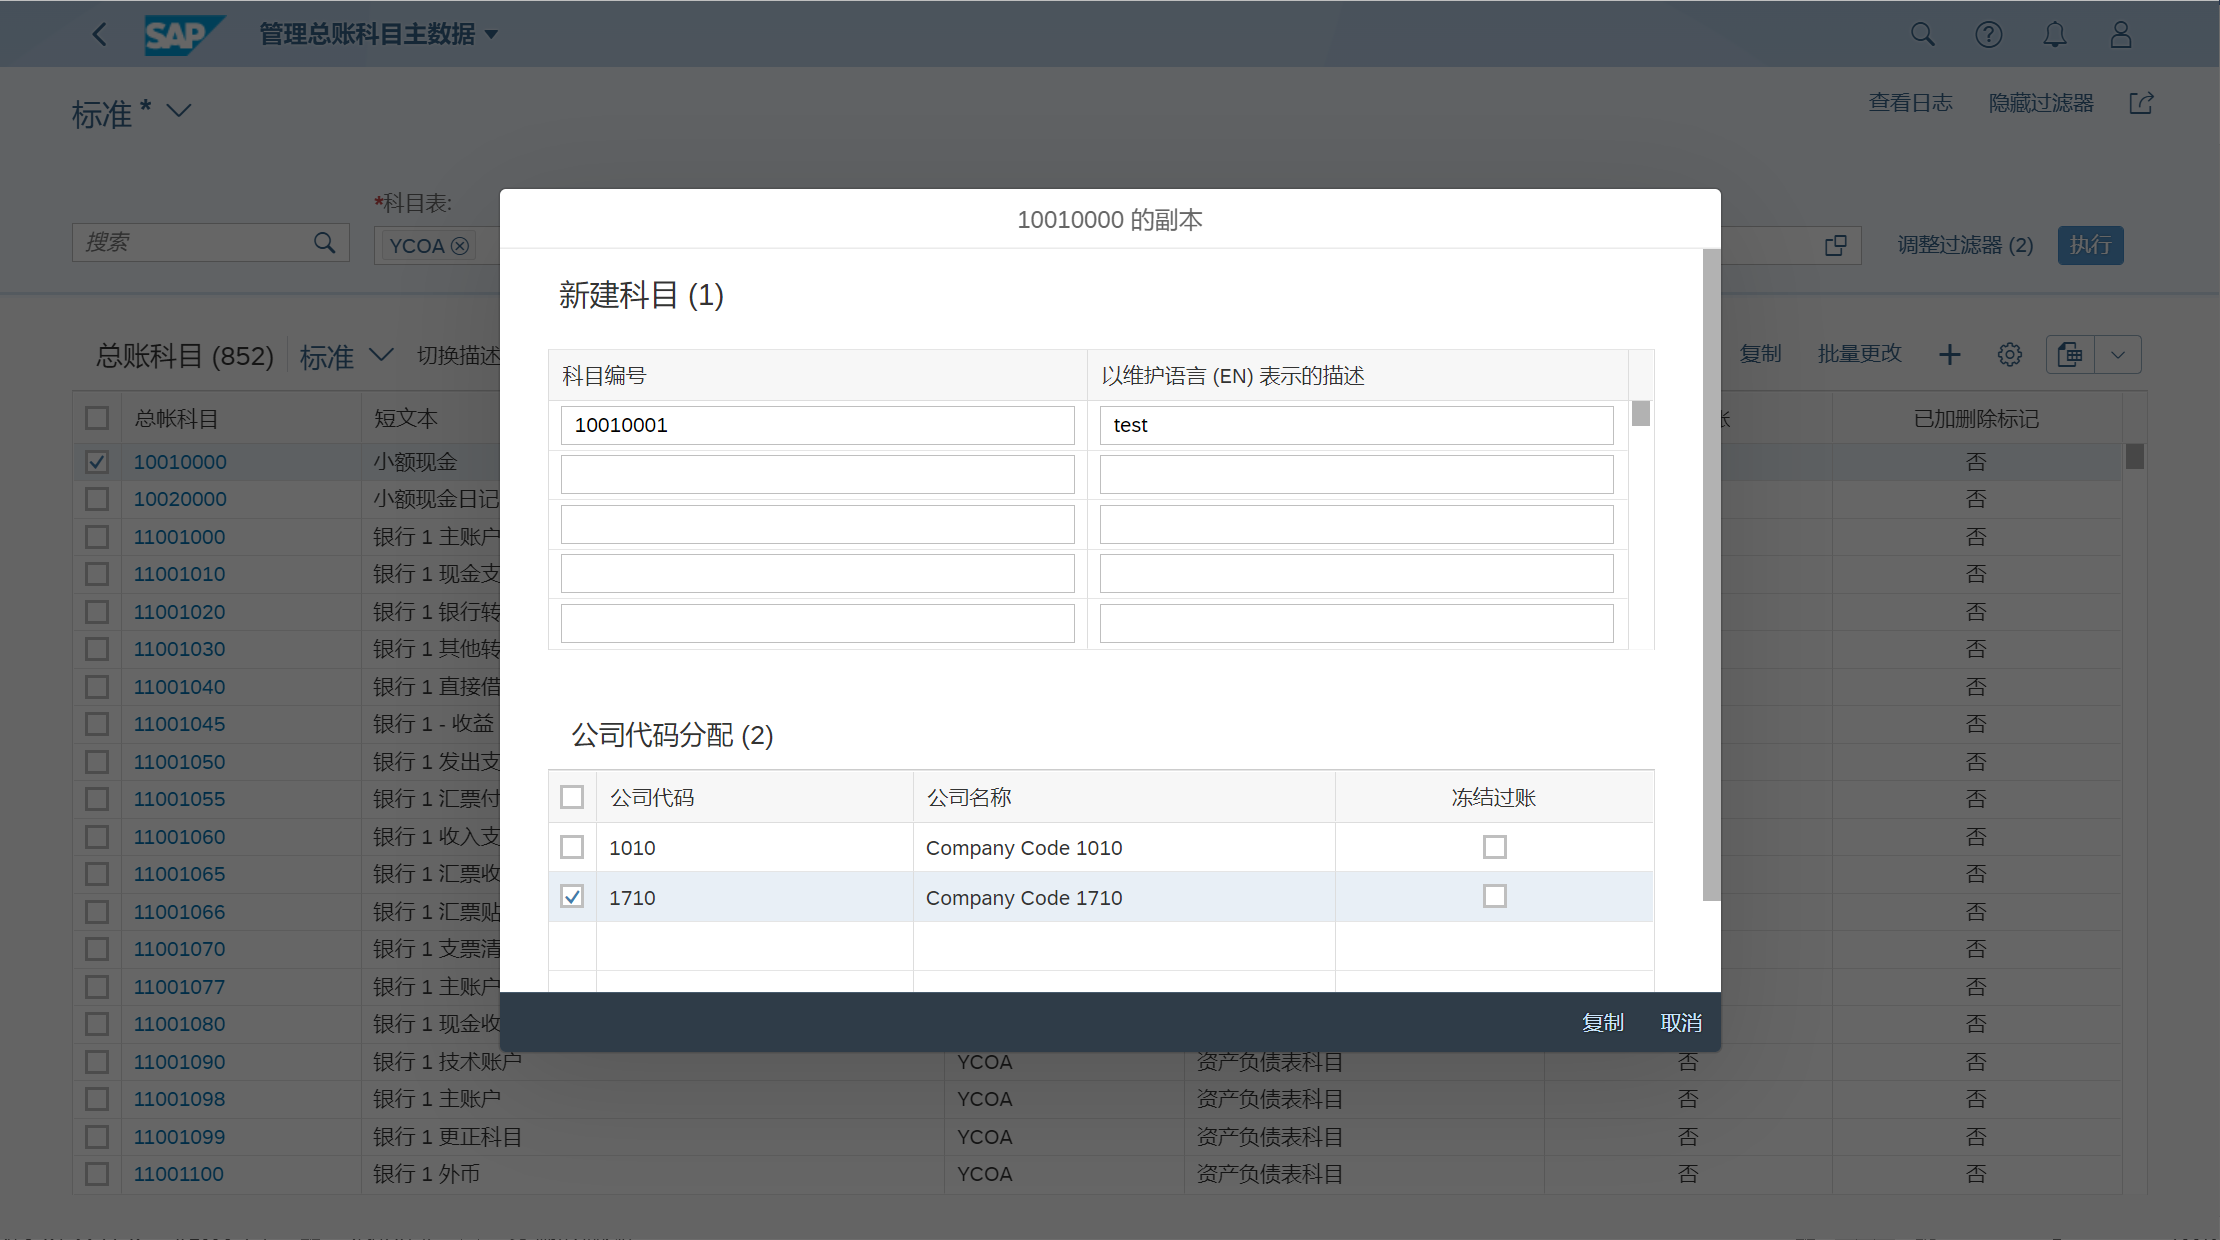 SAP 管理总账科目主数据
标准 *
查看日志 隐藏过滤器
*科目表:
搜索 YCOA 调整过滤器 (2) 执行
总账科目 (852) 标准 切换描述 复制 批量更改
总帐科目 短文本 账 已加删除标记
10010000 小额现金 否
10020000 小额现金日记 否
11001000 银行 1 主账户 否
11001010 银行 1 现金支 否
11001020 银行 1 银行转 否
11001030 银行 1 其他转 否
11001040 银行 1 直接借 否
11001045 银行 1 - 收益 否
11001050 银行 1 发出支 否
11001055 银行 1 汇票付 否
11001060 银行 1 收入支 否
11001065 银行 1 汇票收 否
11001066 银行 1 汇票贴 否
11001070 银行 1 支票清 否
11001077 银行 1 主账户 否
11001080 银行 1 现金收 否
11001090 银行 1 技术账户 YCOA 资产负债表科目 否 否
11001098 银行 1 主账户 YCOA 资产负债表科目 否 否
11001099 银行 1 更正科目 YCOA 资产负债表科目 否 否
11001100 银行 1 外币 YCOA 资产负债表科目 否 否
10010000 的副本
新建科目 (1)
科目编号 以维护语言 (EN) 表示的描述
10010001 test
公司代码分配 (2)
公司代码 公司名称 冻结过账
1010 Company Code 1010
1710 Company Code 1710
复制 取消